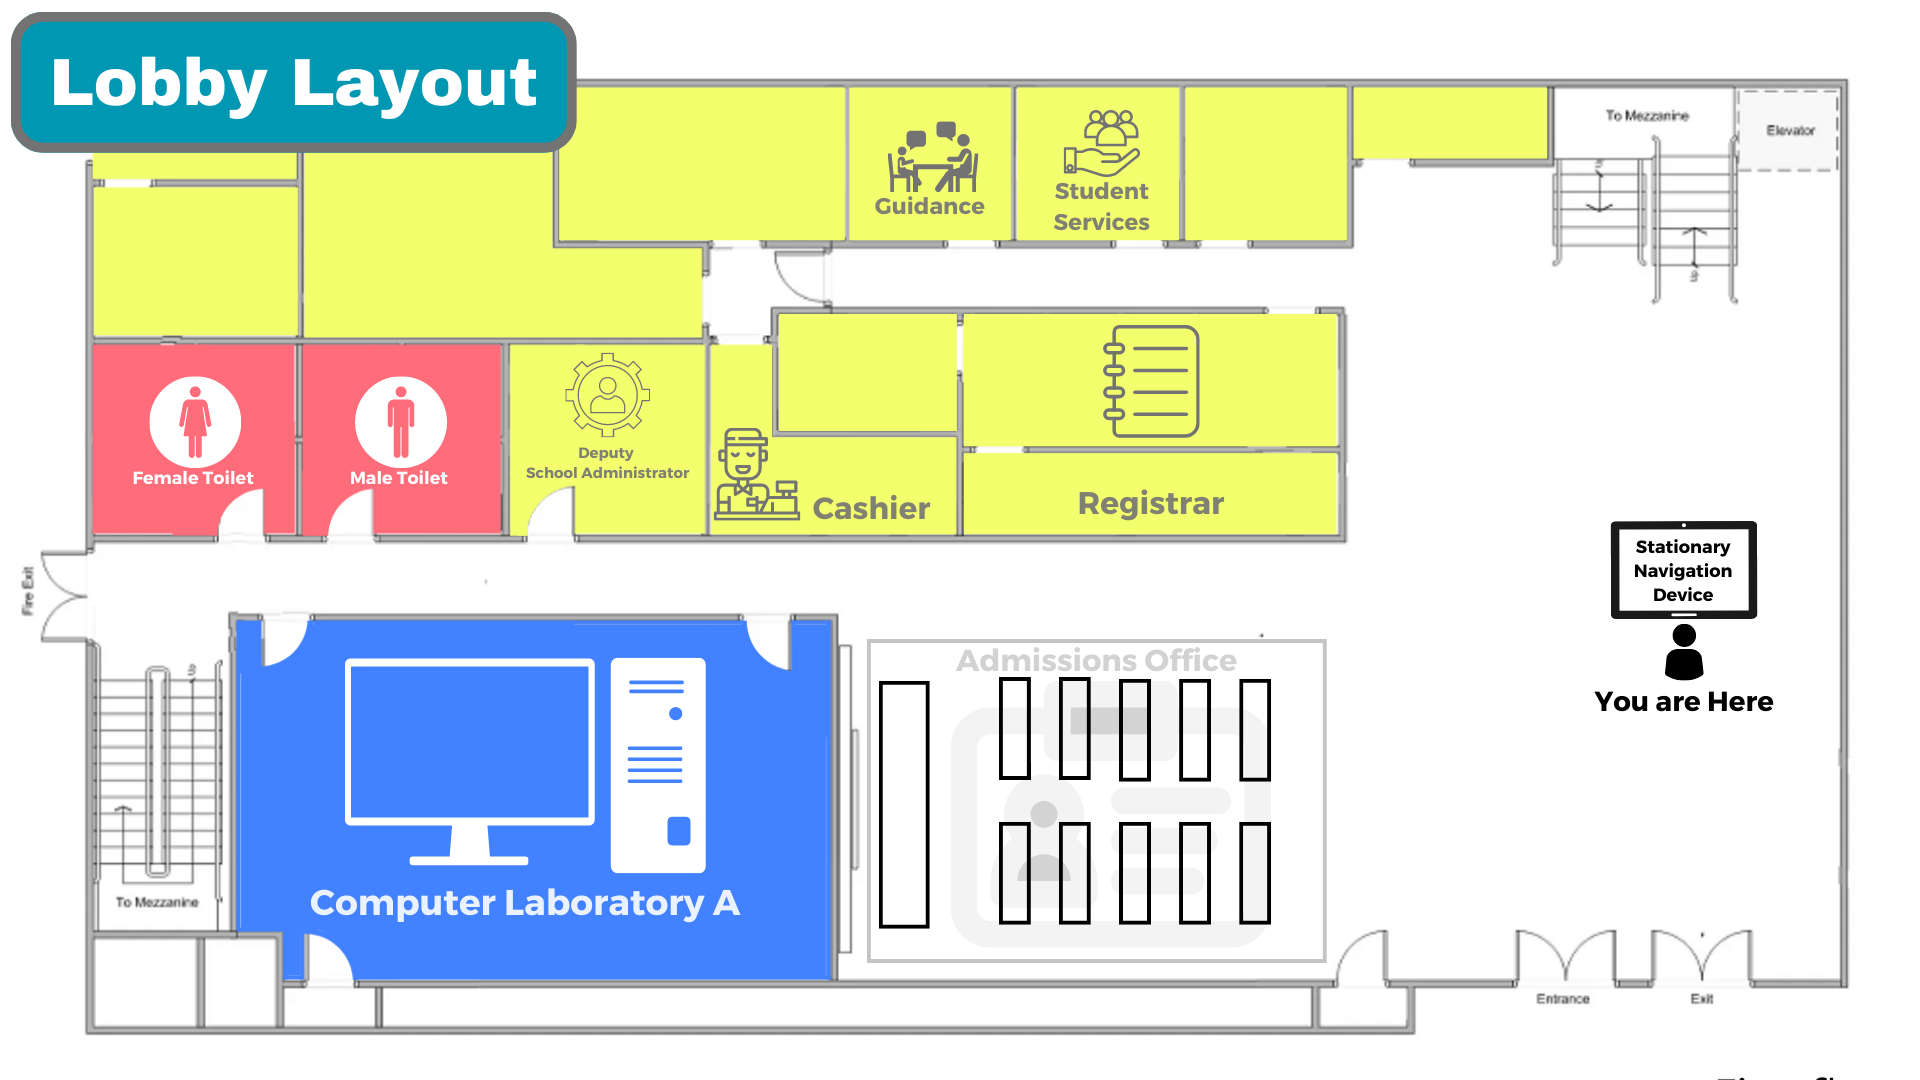 Lobby Layout
To Mezzanine
Elevator
Guidance
Student
Services
Up
Up
Female Toilet
Male Toilet
Deputy
School Administrator
Cashier
Registrar
Fire Exit
Stationary
Navigation
Device
You are Here
Admissions Office
Up
Computer Laboratory A
To Mezzanine
Entrance
Exit